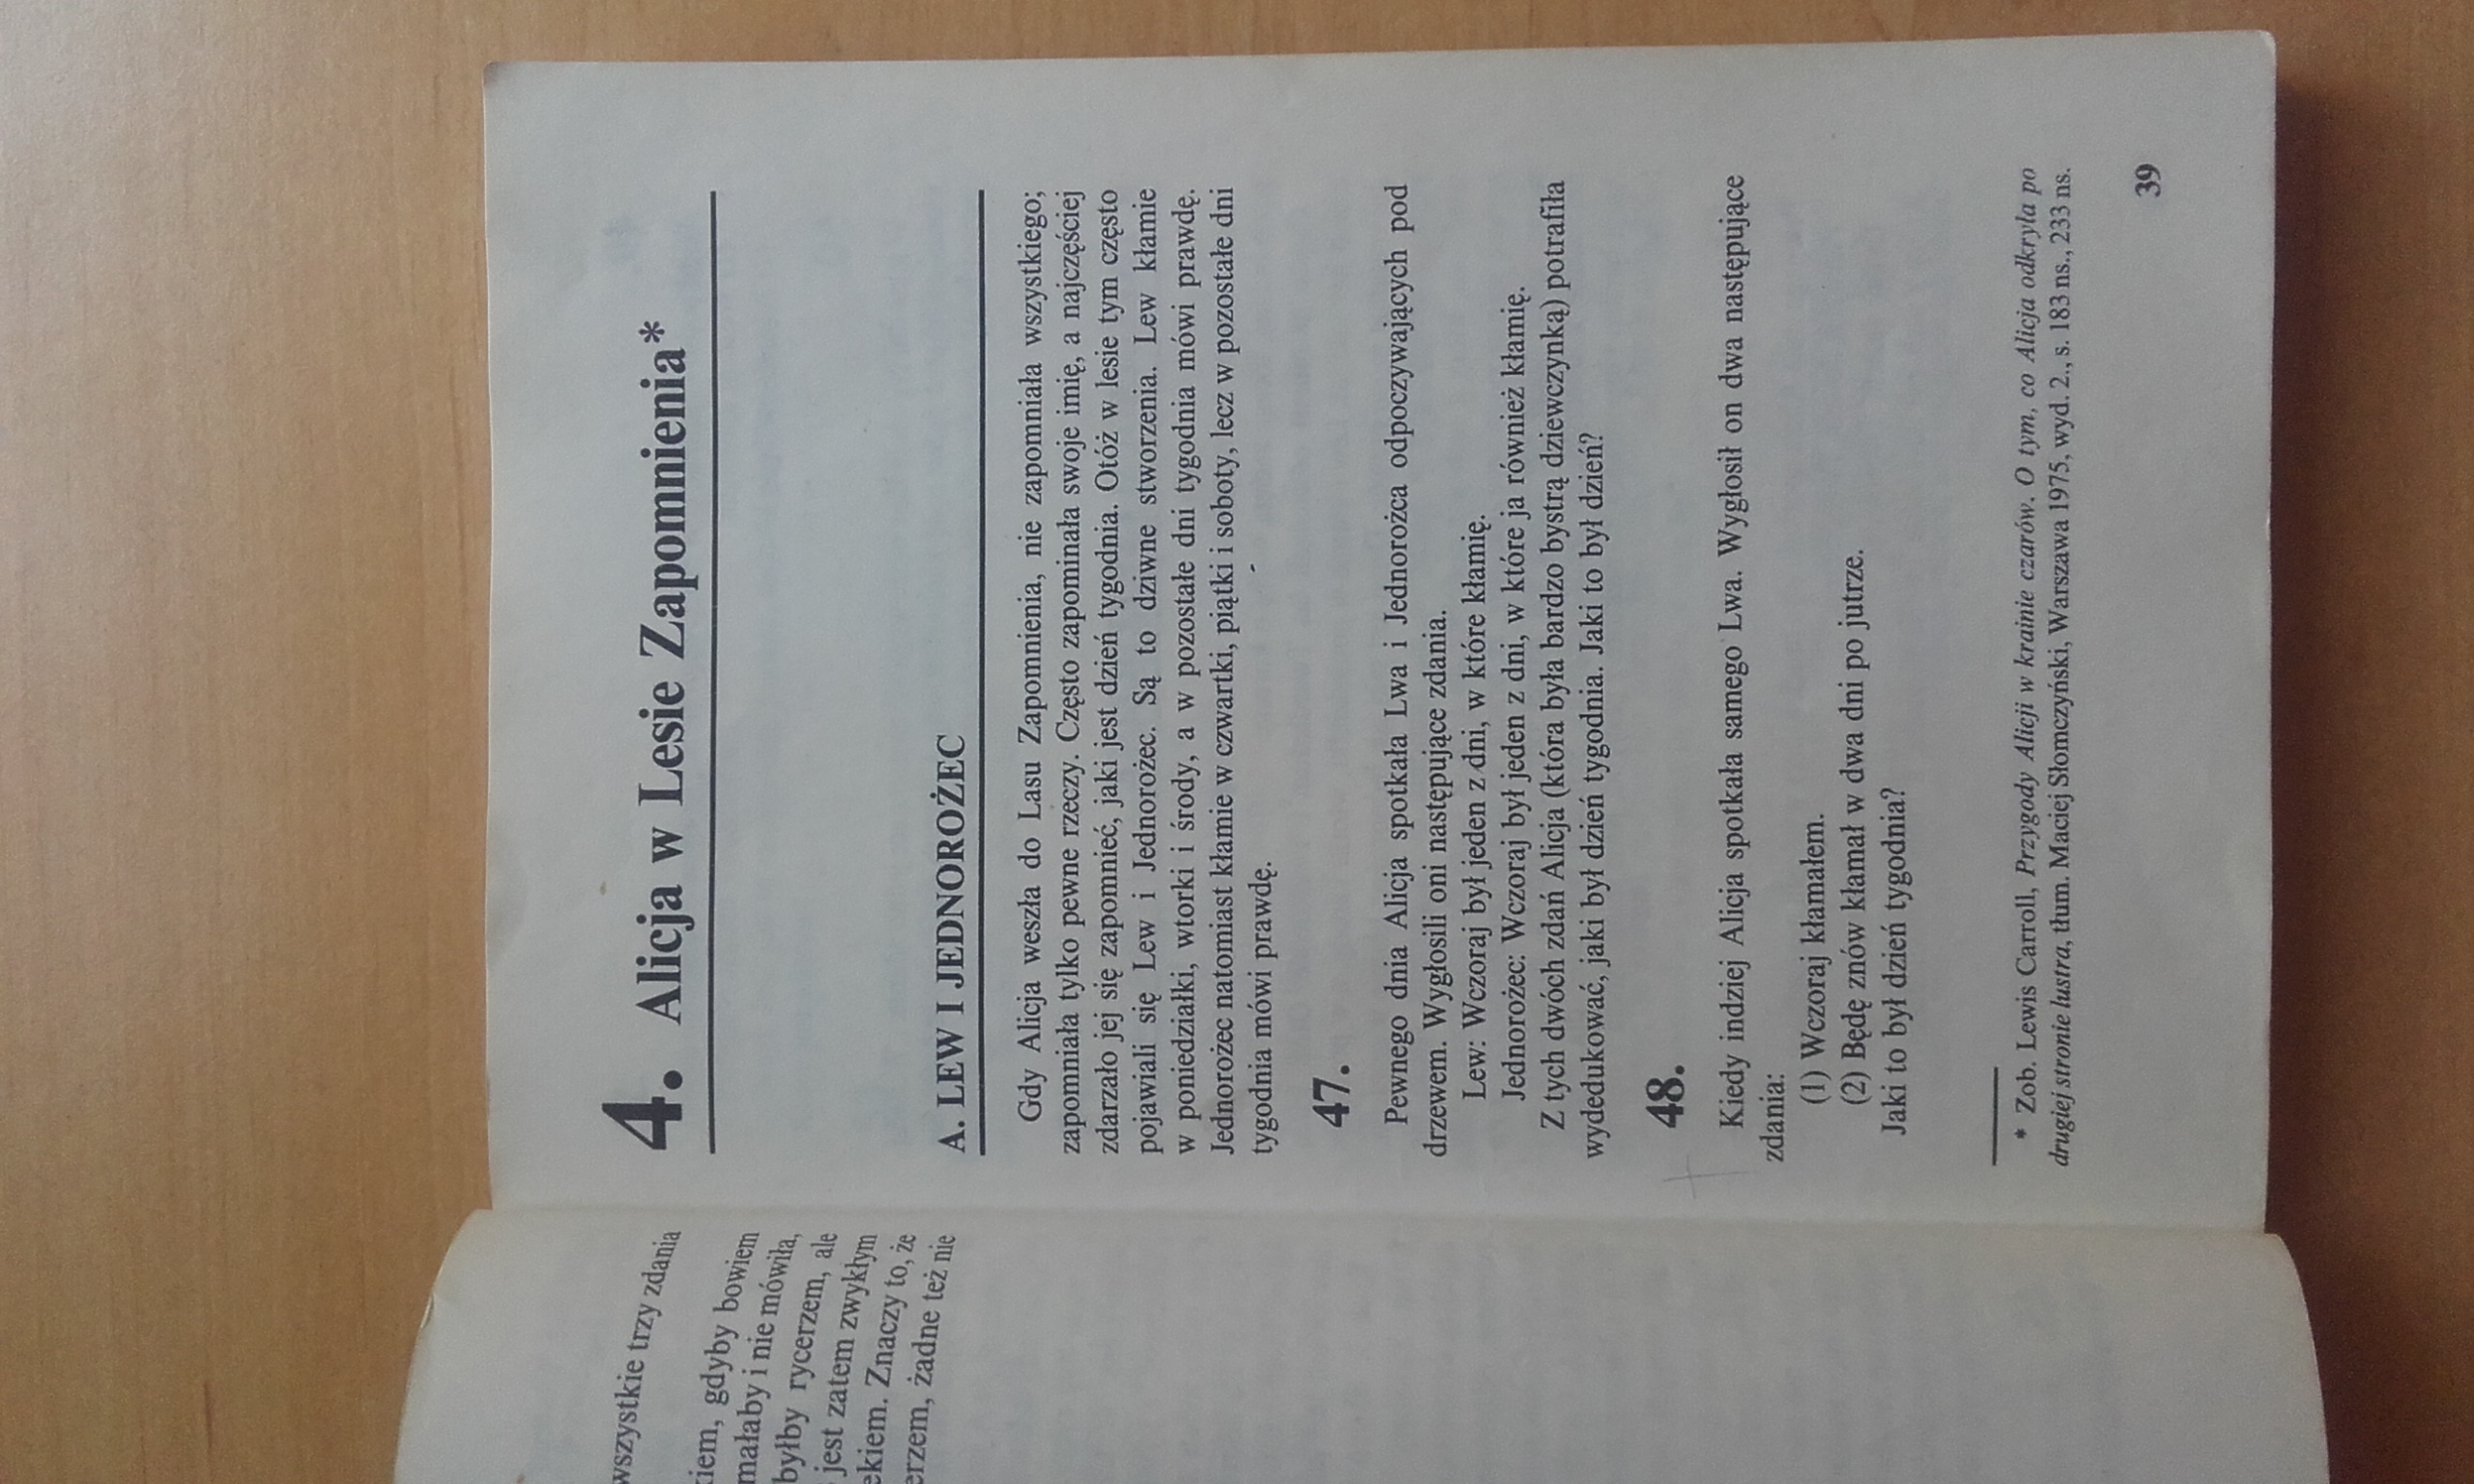 wszystkie trzy zdania
kiem, gdyby bowiem
małaby i nie mówiła,
byłby rycerzem, ale
jest zatem zwykłym
ekiem. Znaczy to, że
erzem, żadne też nie
4. Alicja w Lesie Zapomnienia*
A. LEW I JEDNOROŻEC
Gdy Alicja weszła do Lasu Zapomnienia, nie zapomniała wszystkiego;
zapomniała tylko pewne rzeczy. Często zapominała swoje imię, a najczęściej
zdarzało jej się zapomnieć, jaki jest dzień tygodnia. Otóż w lesie tym często
pojawiali się Lew i Jednorożec. Są to dziwne stworzenia. Lew kłamie
w poniedziałki, wtorki i środy, a w pozostałe dni tygodnia mówi prawdę.
Jednorożec natomiast kłamie w czwartki, piątki i soboty, lecz w pozostałe dni
tygodnia mówi prawdę.
47.
Pewnego dnia Alicja spotkała Lwa i Jednorożca odpoczywających pod
drzewem. Wygłosili oni następujące zdania.
Lew: Wczoraj był jeden z dni, w które kłamię.
Jednorożec: Wczoraj był jeden z dni, w które ja również kłamię.
Z tych dwóch zdań Alicja (która była bardzo bystrą dziewczynką) potrafiła
wydedukować, jaki był dzień tygodnia. Jaki to był dzień?
48.
Kiedy indziej Alicja spotkała samego Lwa. Wygłosił on dwa następujące
zdania:
(1) Wczoraj kłamałem.
(2) Będę znów kłamał w dwa dni po jutrze.
Jaki to był dzień tygodnia?
* Zob. Lewis Carroll, Przygody Alicji w krainie czarów. O tym, co Alicja odkryła po
drugiej stronie lustra, tłum. Maciej Słomczyński, Warszawa 1975, wyd. 2., s. 183 ns., 233 ns.
39